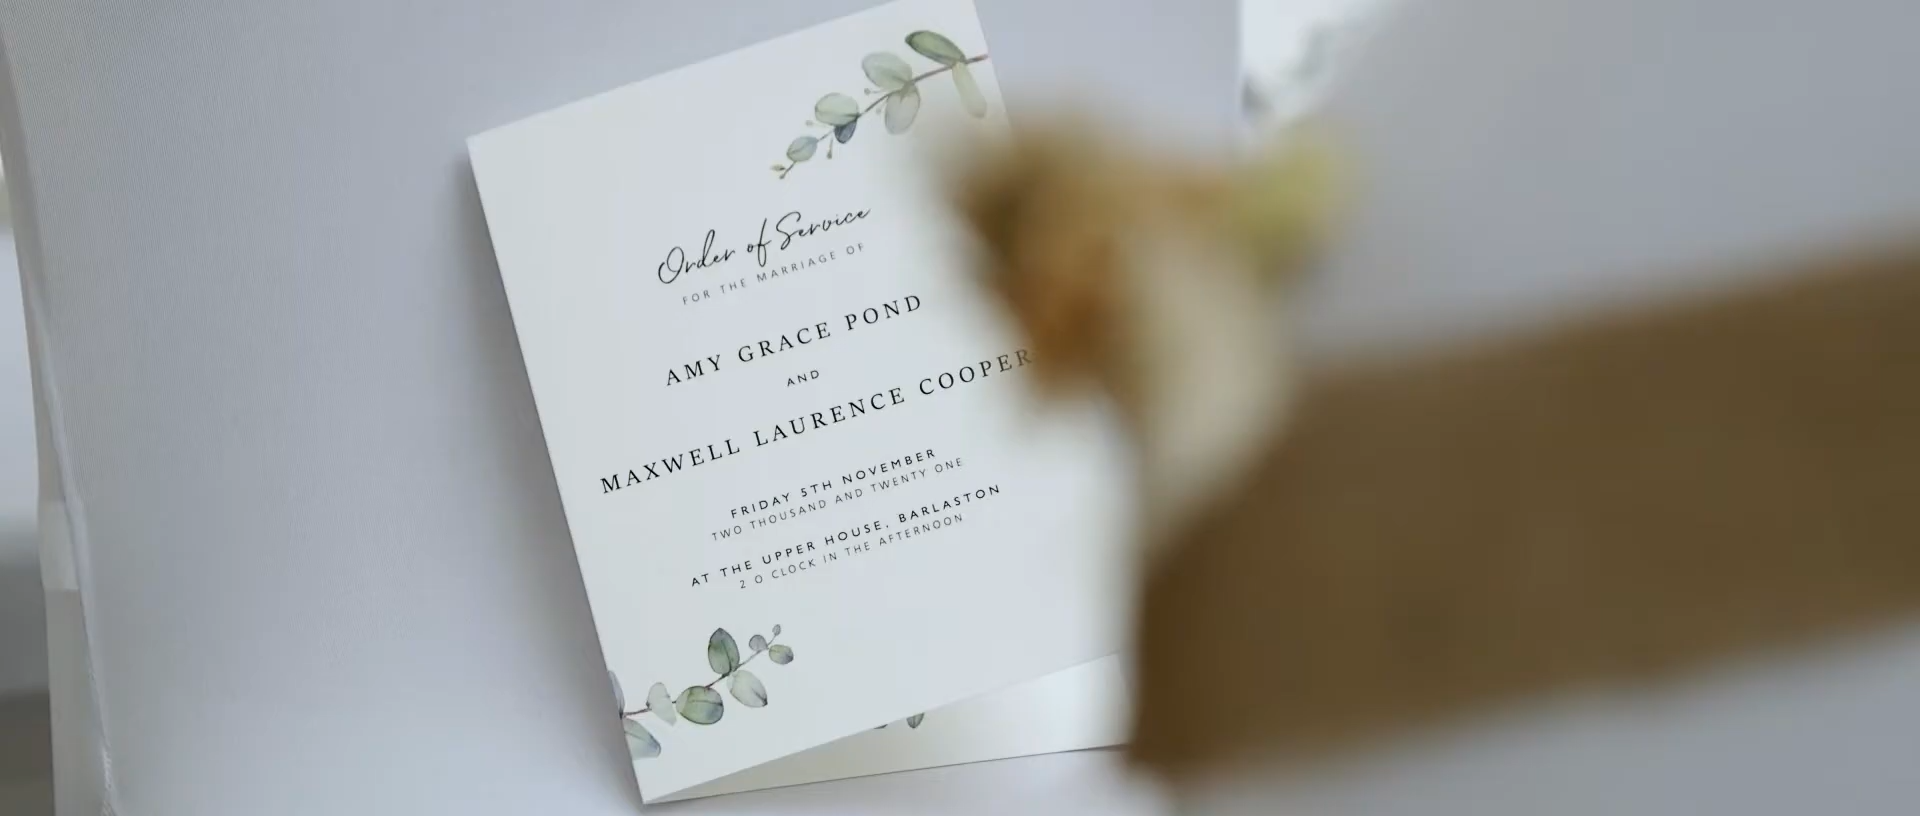 Order of Service
FOR THE MARRIAGE OF
AMY GRACE POND
AND
MAXWELL LAURENCE COOPER
FRIDAY 5TH NOVEMBER
TWO THOUSAND AND TWENTY ONE
AT THE UPPER HOUSE, BARLASTON
2 O CLOCK IN THE AFTERNOON